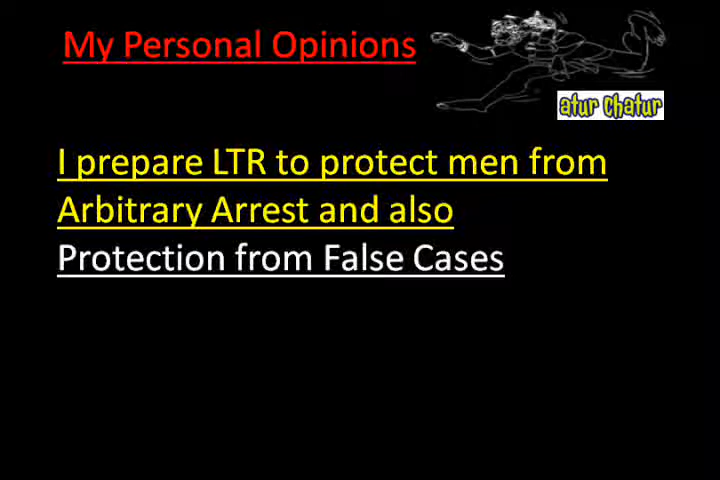 My Personal Opinions
atur chatur
I prepare LTR to protect men from
Arbitrary Arrest and also
Protection from False Cases